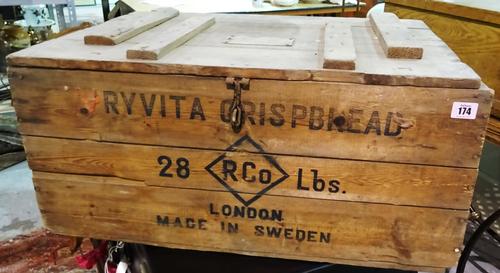 RYVITA CRISPBREAD
28 RCo Lbs.
LONDON
MADE IN SWEDEN
174